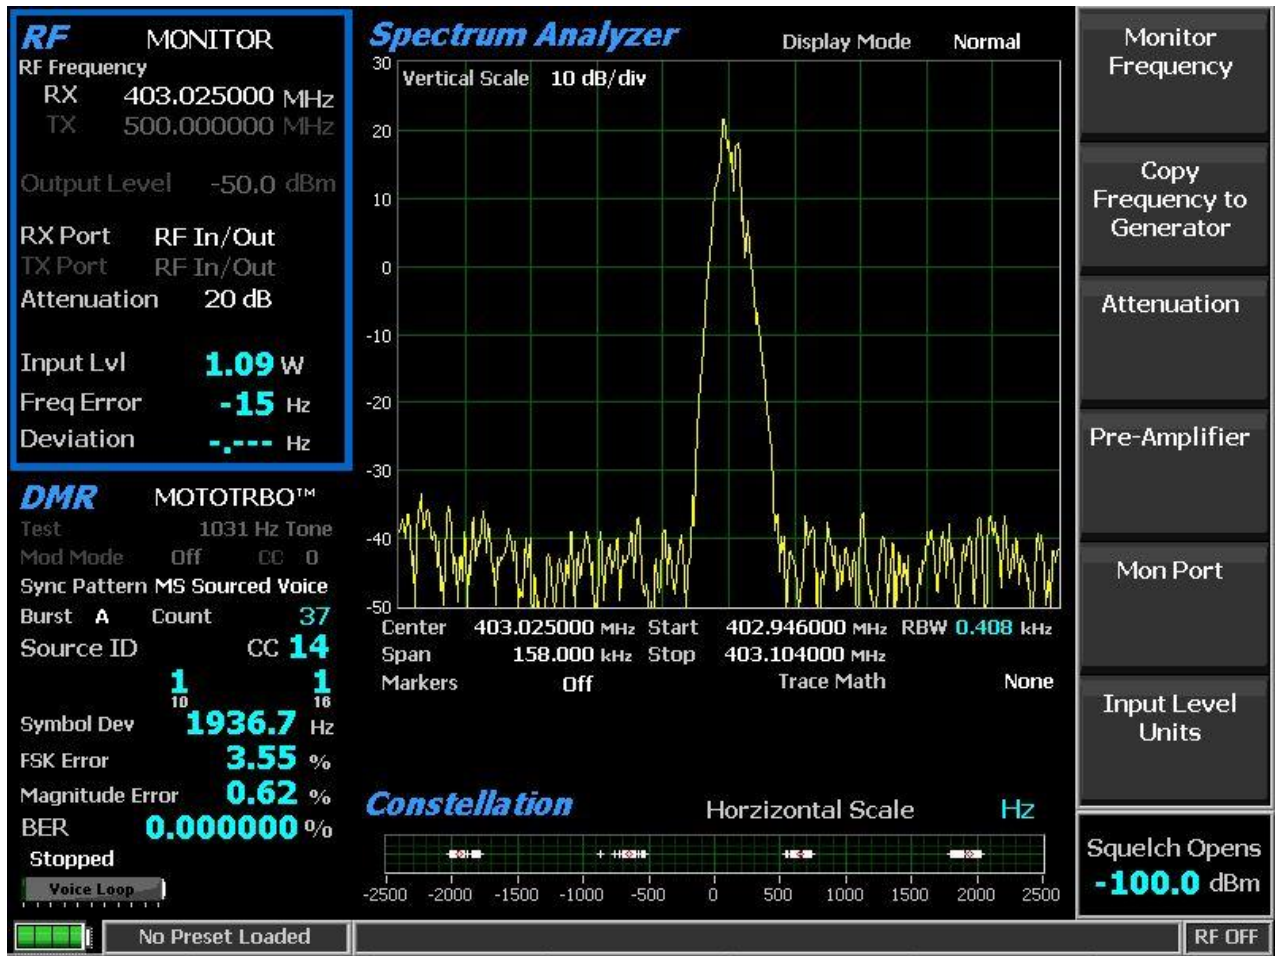 RF MONITOR
RF Frequency
RX 403.025000 MHz
TX 500.000000 MHz
Output Level -50.0 dBm
RX Port RF In/Out
TX Port RF In/Out
Attenuation 20 dB
Input Lvl 1.09 W
Freq Error -15 Hz
Deviation -.--- Hz
DMR MOTOTRBO™
Test 1031 Hz Tone
Mod Mode Off CC 0
Sync Pattern MS Sourced Voice
Burst A Count 37
Source ID CC 14
1 1
10 16
Symbol Dev 1936.7 Hz
FSK Error 3.55 %
Magnitude Error 0.62 %
BER 0.000000 %
Stopped
Voice Loop
Spectrum Analyzer Display Mode Normal
Vertical Scale 10 dB/div
30
20
10
0
-10
-20
-30
-40
-50
Center 403.025000 MHz Start 402.946000 MHz RBW 0.408 kHz
Span 158.000 kHz Stop 403.104000 MHz
Markers Off Trace Math None
Constellation Horzizontal Scale Hz
-2500 -2000 -1500 -1000 -500 0 500 1000 1500 2000 2500
Monitor
Frequency
Copy
Frequency to
Generator
Attenuation
Pre-Amplifier
Mon Port
Input Level
Units
Squelch Opens
-100.0 dBm
No Preset Loaded
RF OFF